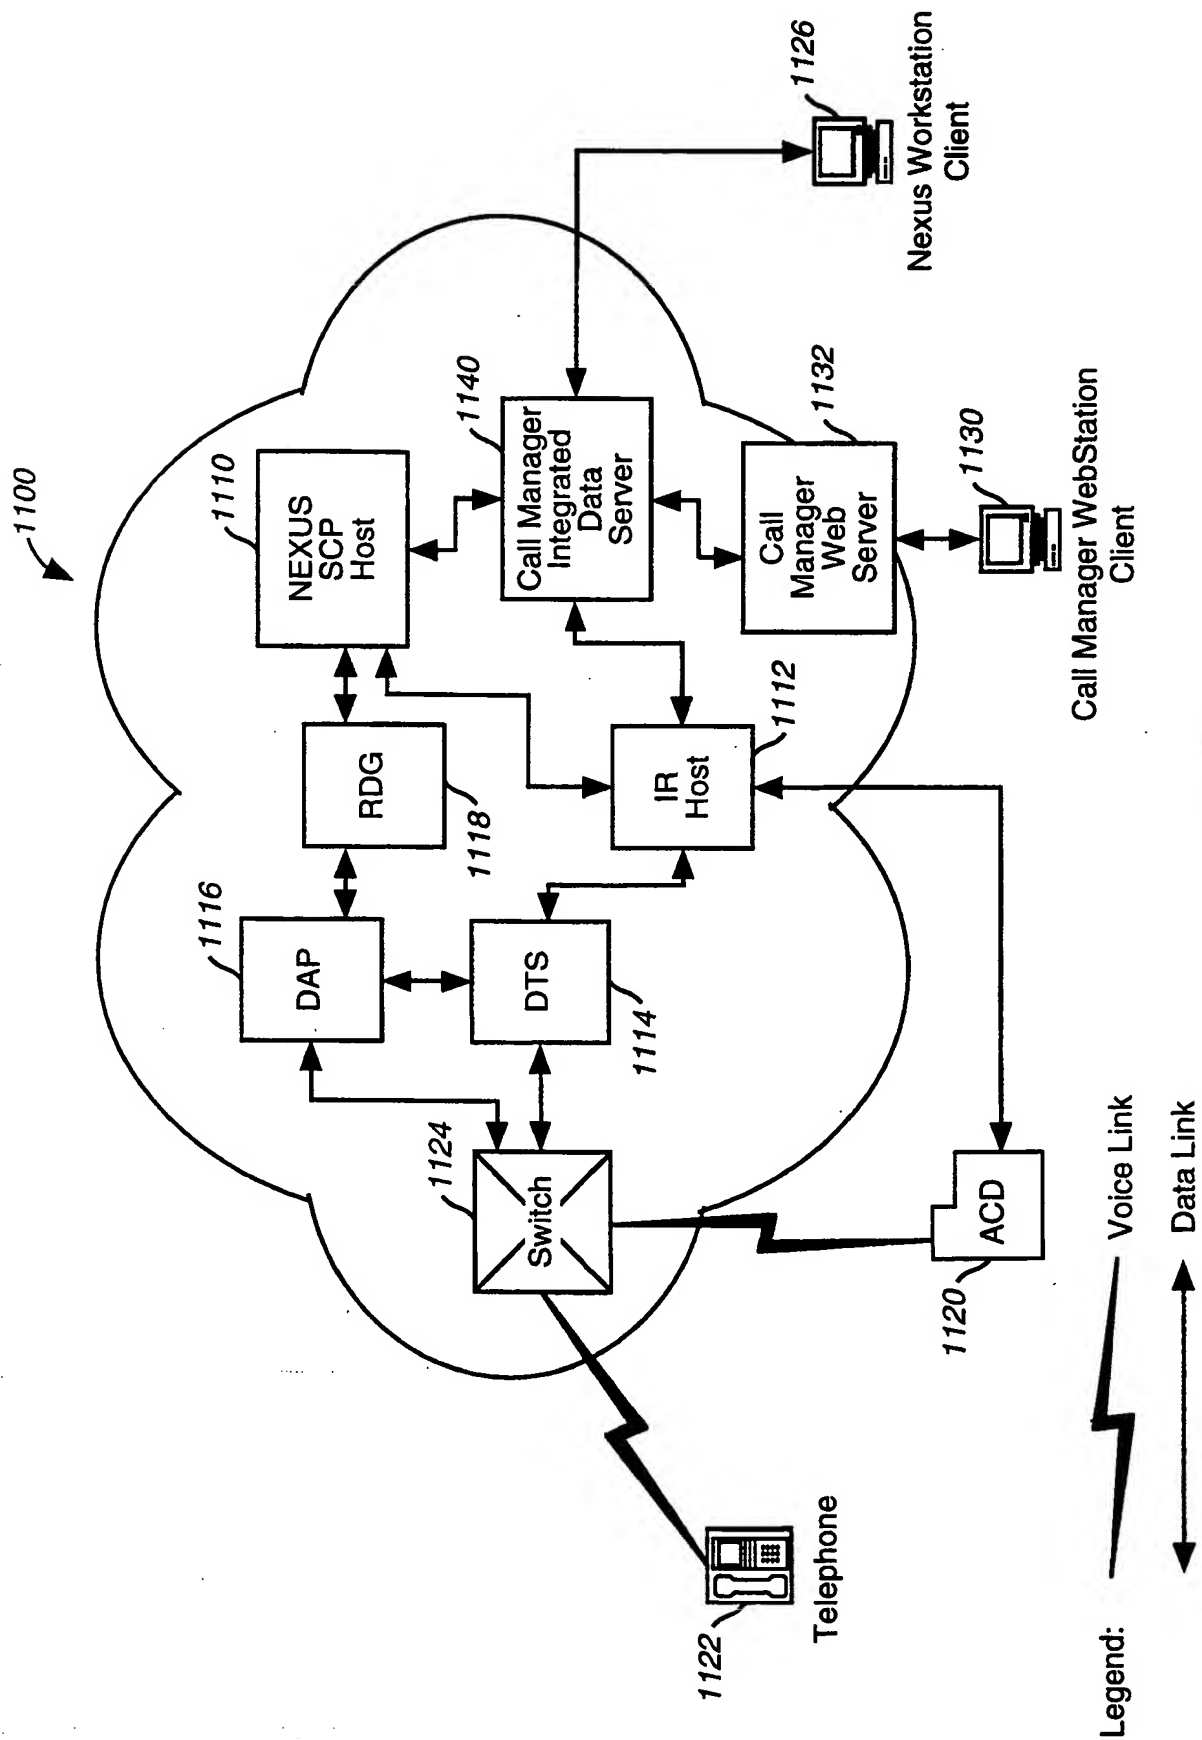 1100
1110
NEXUS
SCP
Host
1140
Call Manager
Integrated
Data
Server
1126
Nexus Workstation
Client
1132
Call
Manager
Web
Server
1130
Call Manager WebStation
Client
1116
DAP
RDG
1118
1112
IR
Host
DTS
1114
1124
Switch
1122
Telephone
ACD
1120
Legend:
Voice Link
Data Link